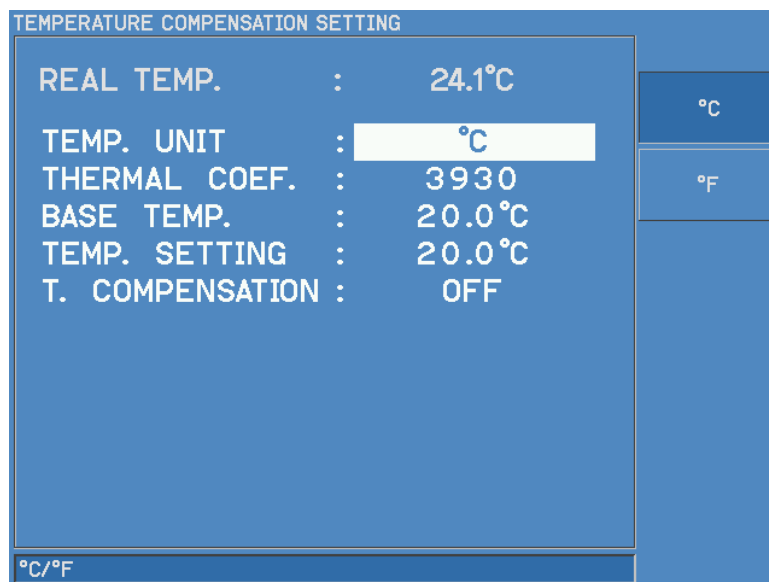 TEMPERATURE COMPENSATION SETTING
REAL TEMP. : 24.1°C
TEMP. UNIT : °C
THERMAL COEF. : 3930
BASE TEMP. : 20.0°C
TEMP. SETTING : 20.0°C
T. COMPENSATION : OFF
°C
°F
°C/°F